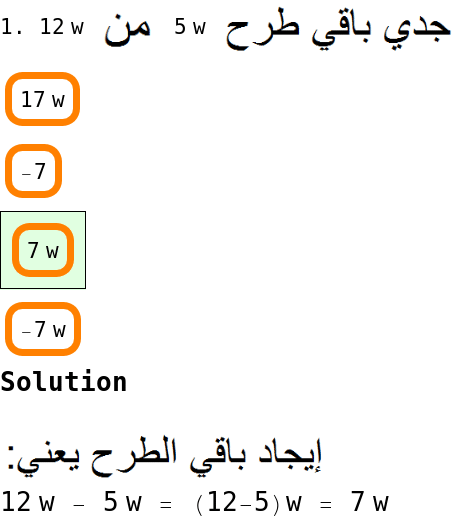 1. جدي باقي طرح 5 w من 12 w
17 w
-7
7 w
-7 w
Solution
إيجاد باقي الطرح يعني:
12 w - 5 w = (12-5)w = 7 w